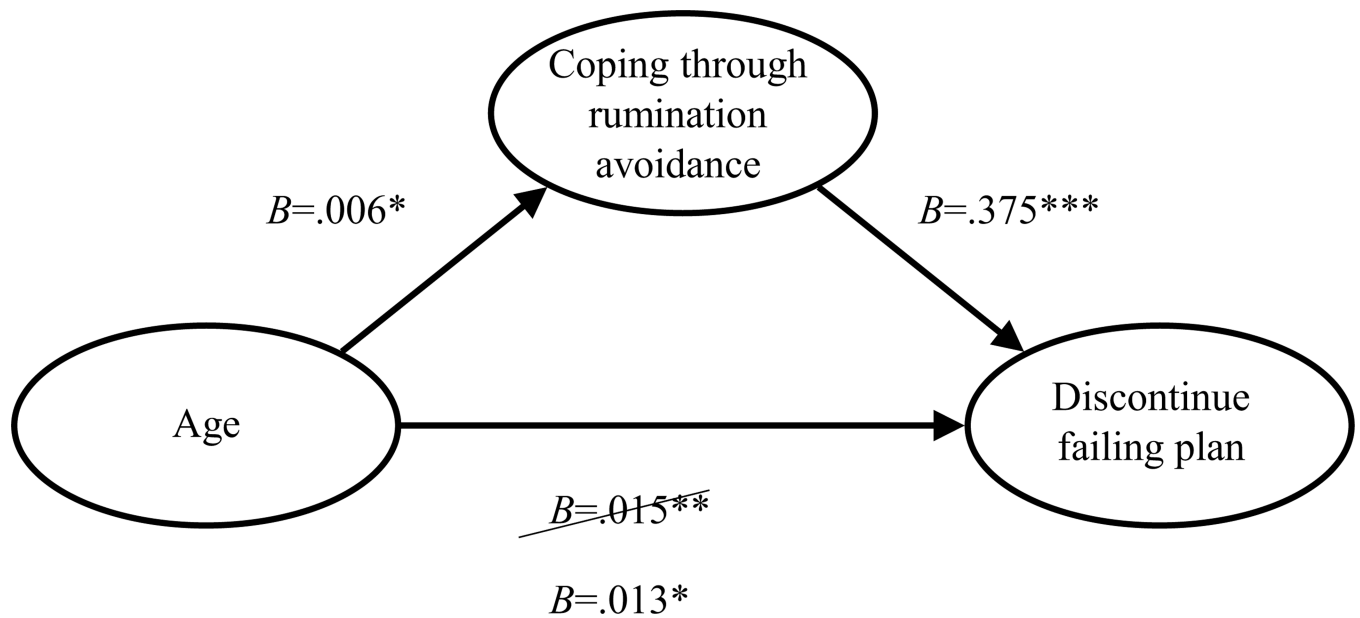 Coping through
rumination
avoidance
B=.006*
B=.375***
Age
Discontinue
failing plan
B=.015**
B=.013*